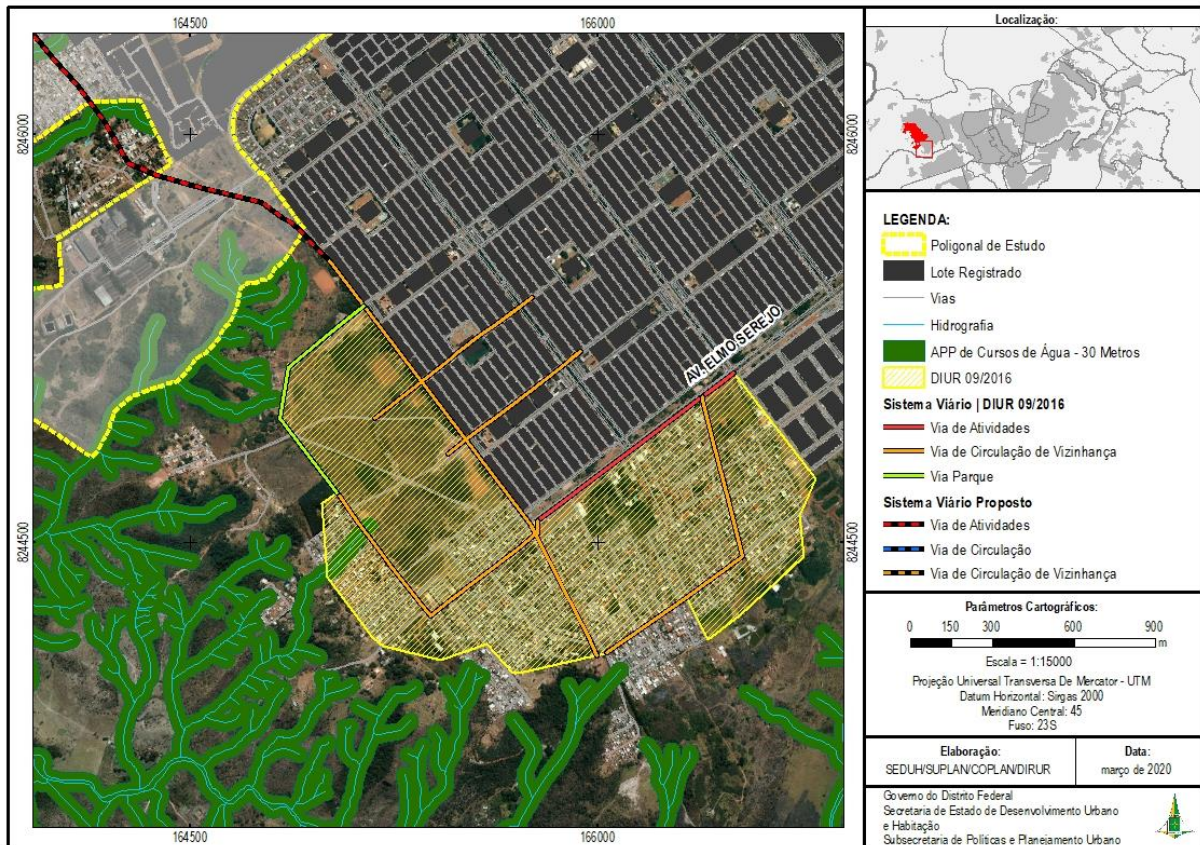 164500
166000
8246000
8246000
AV. ELMO SEREJO
8244500
8244500
164500
166000
Localização:
LEGENDA:
Poligonal de Estudo
Lote Registrado
Vias
Hidrografia
APP de Cursos de Água - 30 Metros
DIUR 09/2016
Sistema Viário | DIUR 09/2016
Via de Atividades
Via de Circulação de Vizinhança
Via Parque
Sistema Viário Proposto
Via de Atividades
Via de Circulação
Via de Circulação de Vizinhança
Parâmetros Cartográficos:
0 150 300 600 900
m
Escala = 1:15000
Projeção Universal Transversa De Mercator - UTM
Datum Horizontal: Sirgas 2000
Meridiano Central: 45
Fuso: 23S
Elaboração:
SEDUH/SUPLAN/COPLAN/DIRUR
Data:
março de 2020
Governo do Distrito Federal
Secretaria de Estado de Desenvolvimento Urbano
e Habitação
Subsecretaria de Políticas e Planejamento Urbano